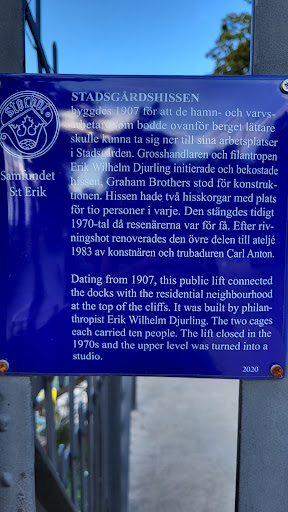 STOCKHOLM
Samfundet
S:t Erik
STADSGÅRDSHISSEN
byggdes 1907 för att de hamn- och varvs-
arbetare som bodde ovanför berget lättare
skulle kunna ta sig ner till sina arbetsplatser
i Stadsgården. Grosshandlaren och filantropen
Erik Wilhelm Djurling initierade och bekostade
hissen, Graham Brothers stod för konstruk-
tionen. Hissen hade två hisskorgar med plats
för tio personer i varje. Den stängdes tidigt
1970-tal då resenärerna var för få. Efter riv-
ningshot renoverades den övre delen till ateljé
1983 av konstnären och trubaduren Carl Anton.
Dating from 1907, this public lift connected
the docks with the residential neighbourhood
at the top of the cliffs. It was built by philan-
thropist Erik Wilhelm Djurling. The two cages
each carried ten people. The lift closed in the
1970s and the upper level was turned into a
studio.
2020